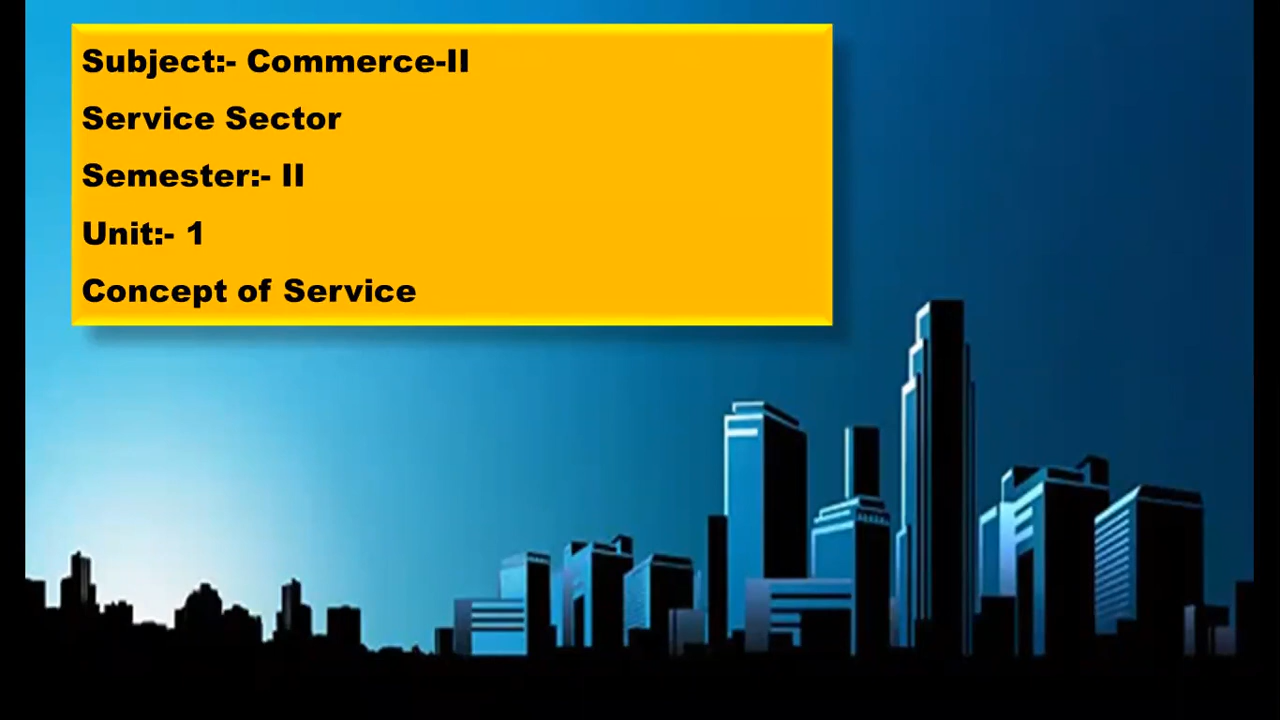 Subject:- Commerce-II
Service Sector
Semester:- II
Unit:- 1
Concept of Service